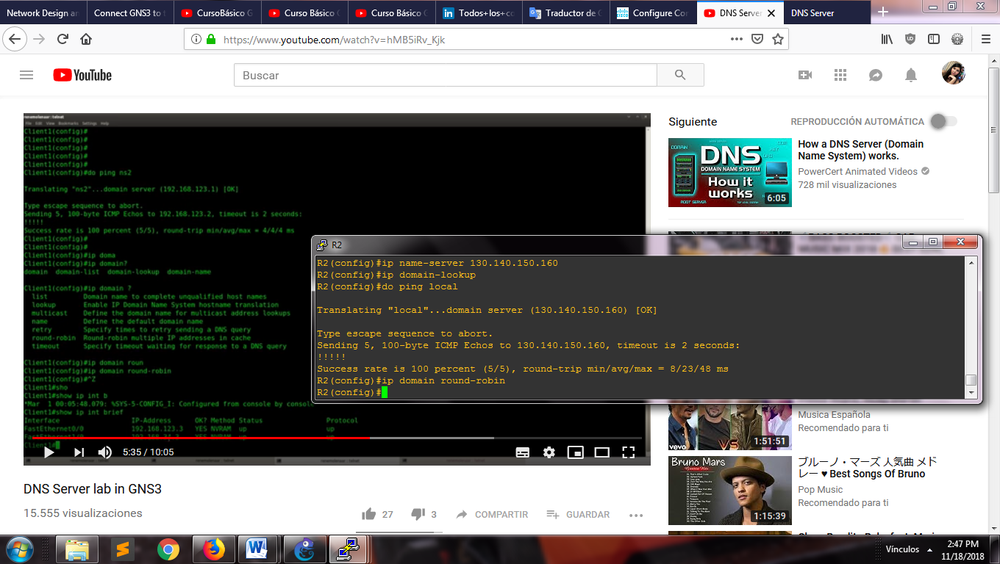 Network Design an
Connect GNS3 to t
CursoBásico G
Curso Básico C
Curso Básico C
Todos+los+co
Traductor de G
Configure Cor
DNS Server
DNS Server
https://www.youtube.com/watch?v=hMB5iRv_Kjk
YouTube
Buscar
Client1(config)#
Client1(config)#
Client1(config)#
Client1(config)#
Client1(config)#
Client1(config)#do ping ns2
Translating "ns2"...domain server (192.168.123.1) [OK]
Type escape sequence to abort.
Sending 5, 100-byte ICMP Echos to 192.168.123.2, timeout is 2 seconds:
!!!!!
Success rate is 100 percent (5/5), round-trip min/avg/max = 4/4/4 ms
Client1(config)#
Client1(config)#
Client1(config)#ip doma
Client1(config)#ip domain?
domain domain-list domain-lookup domain-name
Client1(config)#ip domain ?
list Domain name to complete unqualified host names
lookup Enable IP Domain Name System hostname translation
multicast Define the domain name for multicast address lookups
name Define the default domain name
retry Specify times to retry sending a DNS query
round-robin Round-robin multiple IP addresses in cache
timeout Specify timeout waiting for response to a DNS query
Client1(config)#ip domain roun
Client1(config)#ip domain round-robin
Client1(config)#^Z
Client1#sho
Client1#show ip int b
*Mar 1 00:05:48.079: %SYS-5-CONFIG_I: Configured from console by consol
Client1#show ip int brief
Interface IP-Address OK? Method Status Protocol
FastEthernet0/0 192.168.123.3 YES NVRAM up up
Client1#
5:35 / 10:05
R2
R2(config)#ip name-server 130.140.150.160
R2(config)#ip domain-lookup
R2(config)#do ping local
Translating "local"...domain server (130.140.150.160) [OK]
Type escape sequence to abort.
Sending 5, 100-byte ICMP Echos to 130.140.150.160, timeout is 2 seconds:
!!!!!
Success rate is 100 percent (5/5), round-trip min/avg/max = 8/23/48 ms
R2(config)#ip domain round-robin
R2(config)#
DNS Server lab in GNS3
15.555 visualizaciones
27
3
COMPARTIR
GUARDAR
Siguiente
REPRODUCCIÓN AUTOMÁTICA
DOMAIN
DNS
DOMAIN NAME SYSTEM
How it
works
ROOT SERVER
6:05
How a DNS Server (Domain
Name System) works.
PowerCert Animated Videos
728 mil visualizaciones
vevo
VS
1:51:51
Musica Española
Recomendado para ti
Bruno Mars
1:15:39
ブルーノ・マーズ 人気曲 メド
レー ♥ Best Songs Of Bruno
Pop Music
Recomendado para ti
Vínculos
2:47 PM
11/18/2018